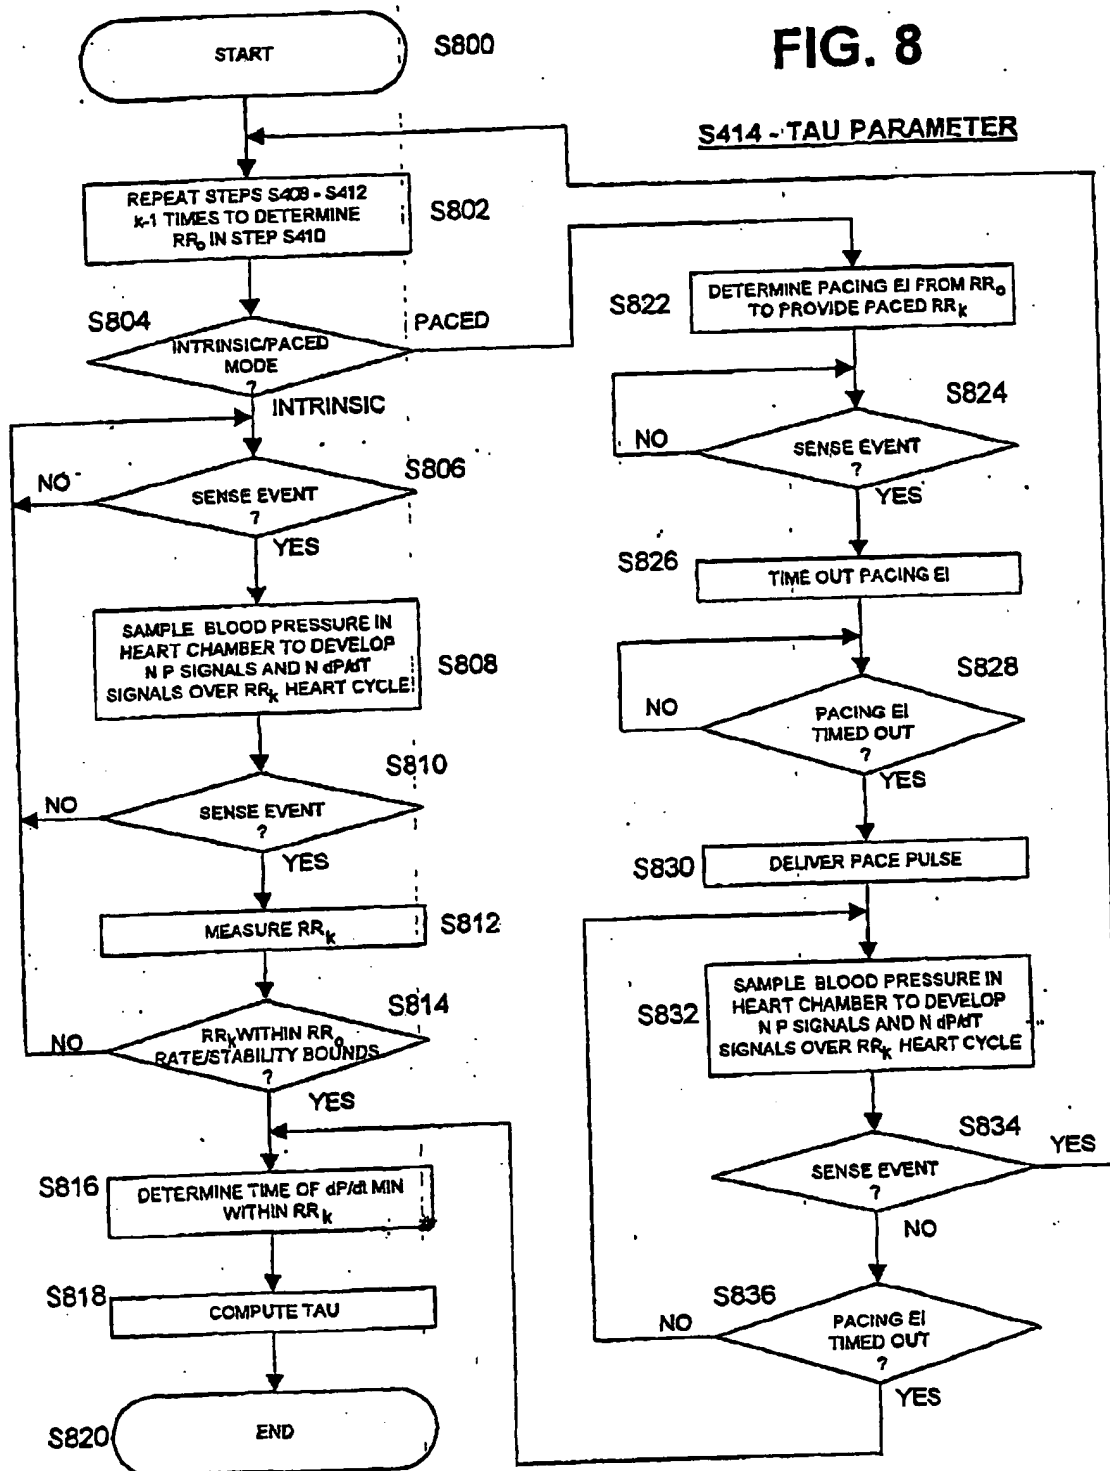 FIG. 8
S414 - TAU PARAMETER
START
S800
REPEAT STEPS S408 - S412
k-1 TIMES TO DETERMINE
RRo IN STEP S410
S802
S804
INTRINSIC/PACED
MODE
?
PACED
INTRINSIC
S806
SENSE EVENT
?
NO
YES
SAMPLE BLOOD PRESSURE IN
HEART CHAMBER TO DEVELOP
N P SIGNALS AND N dP/dT
SIGNALS OVER RRk HEART CYCLE
S808
S810
SENSE EVENT
?
NO
YES
MEASURE RRk
S812
S814
RRk WITHIN RRo
RATE/STABILITY BOUNDS
?
NO
YES
S816
DETERMINE TIME OF dP/dt MIN
WITHIN RRk
S818
COMPUTE TAU
S820
END
S822
DETERMINE PACING EI FROM RRo
TO PROVIDE PACED RRk
S824
SENSE EVENT
?
NO
YES
S826
TIME OUT PACING EI
S828
PACING EI
TIMED OUT
?
NO
YES
S830
DELIVER PACE PULSE
S832
SAMPLE BLOOD PRESSURE IN
HEART CHAMBER TO DEVELOP
N P SIGNALS AND N dP/dT
SIGNALS OVER RRk HEART CYCLE
S834
SENSE EVENT
?
YES
NO
S836
PACING EI
TIMED OUT
?
NO
YES